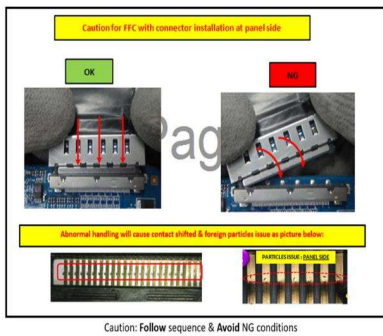 Caution for FFC with connector installation at panel side
OK
NG
Pag
Abnormal handling will cause contact shifted & foreign particles issue as picture below:
PARTICLES ISSUE : PANEL SIDE
Caution: Follow sequence & Avoid NG conditions